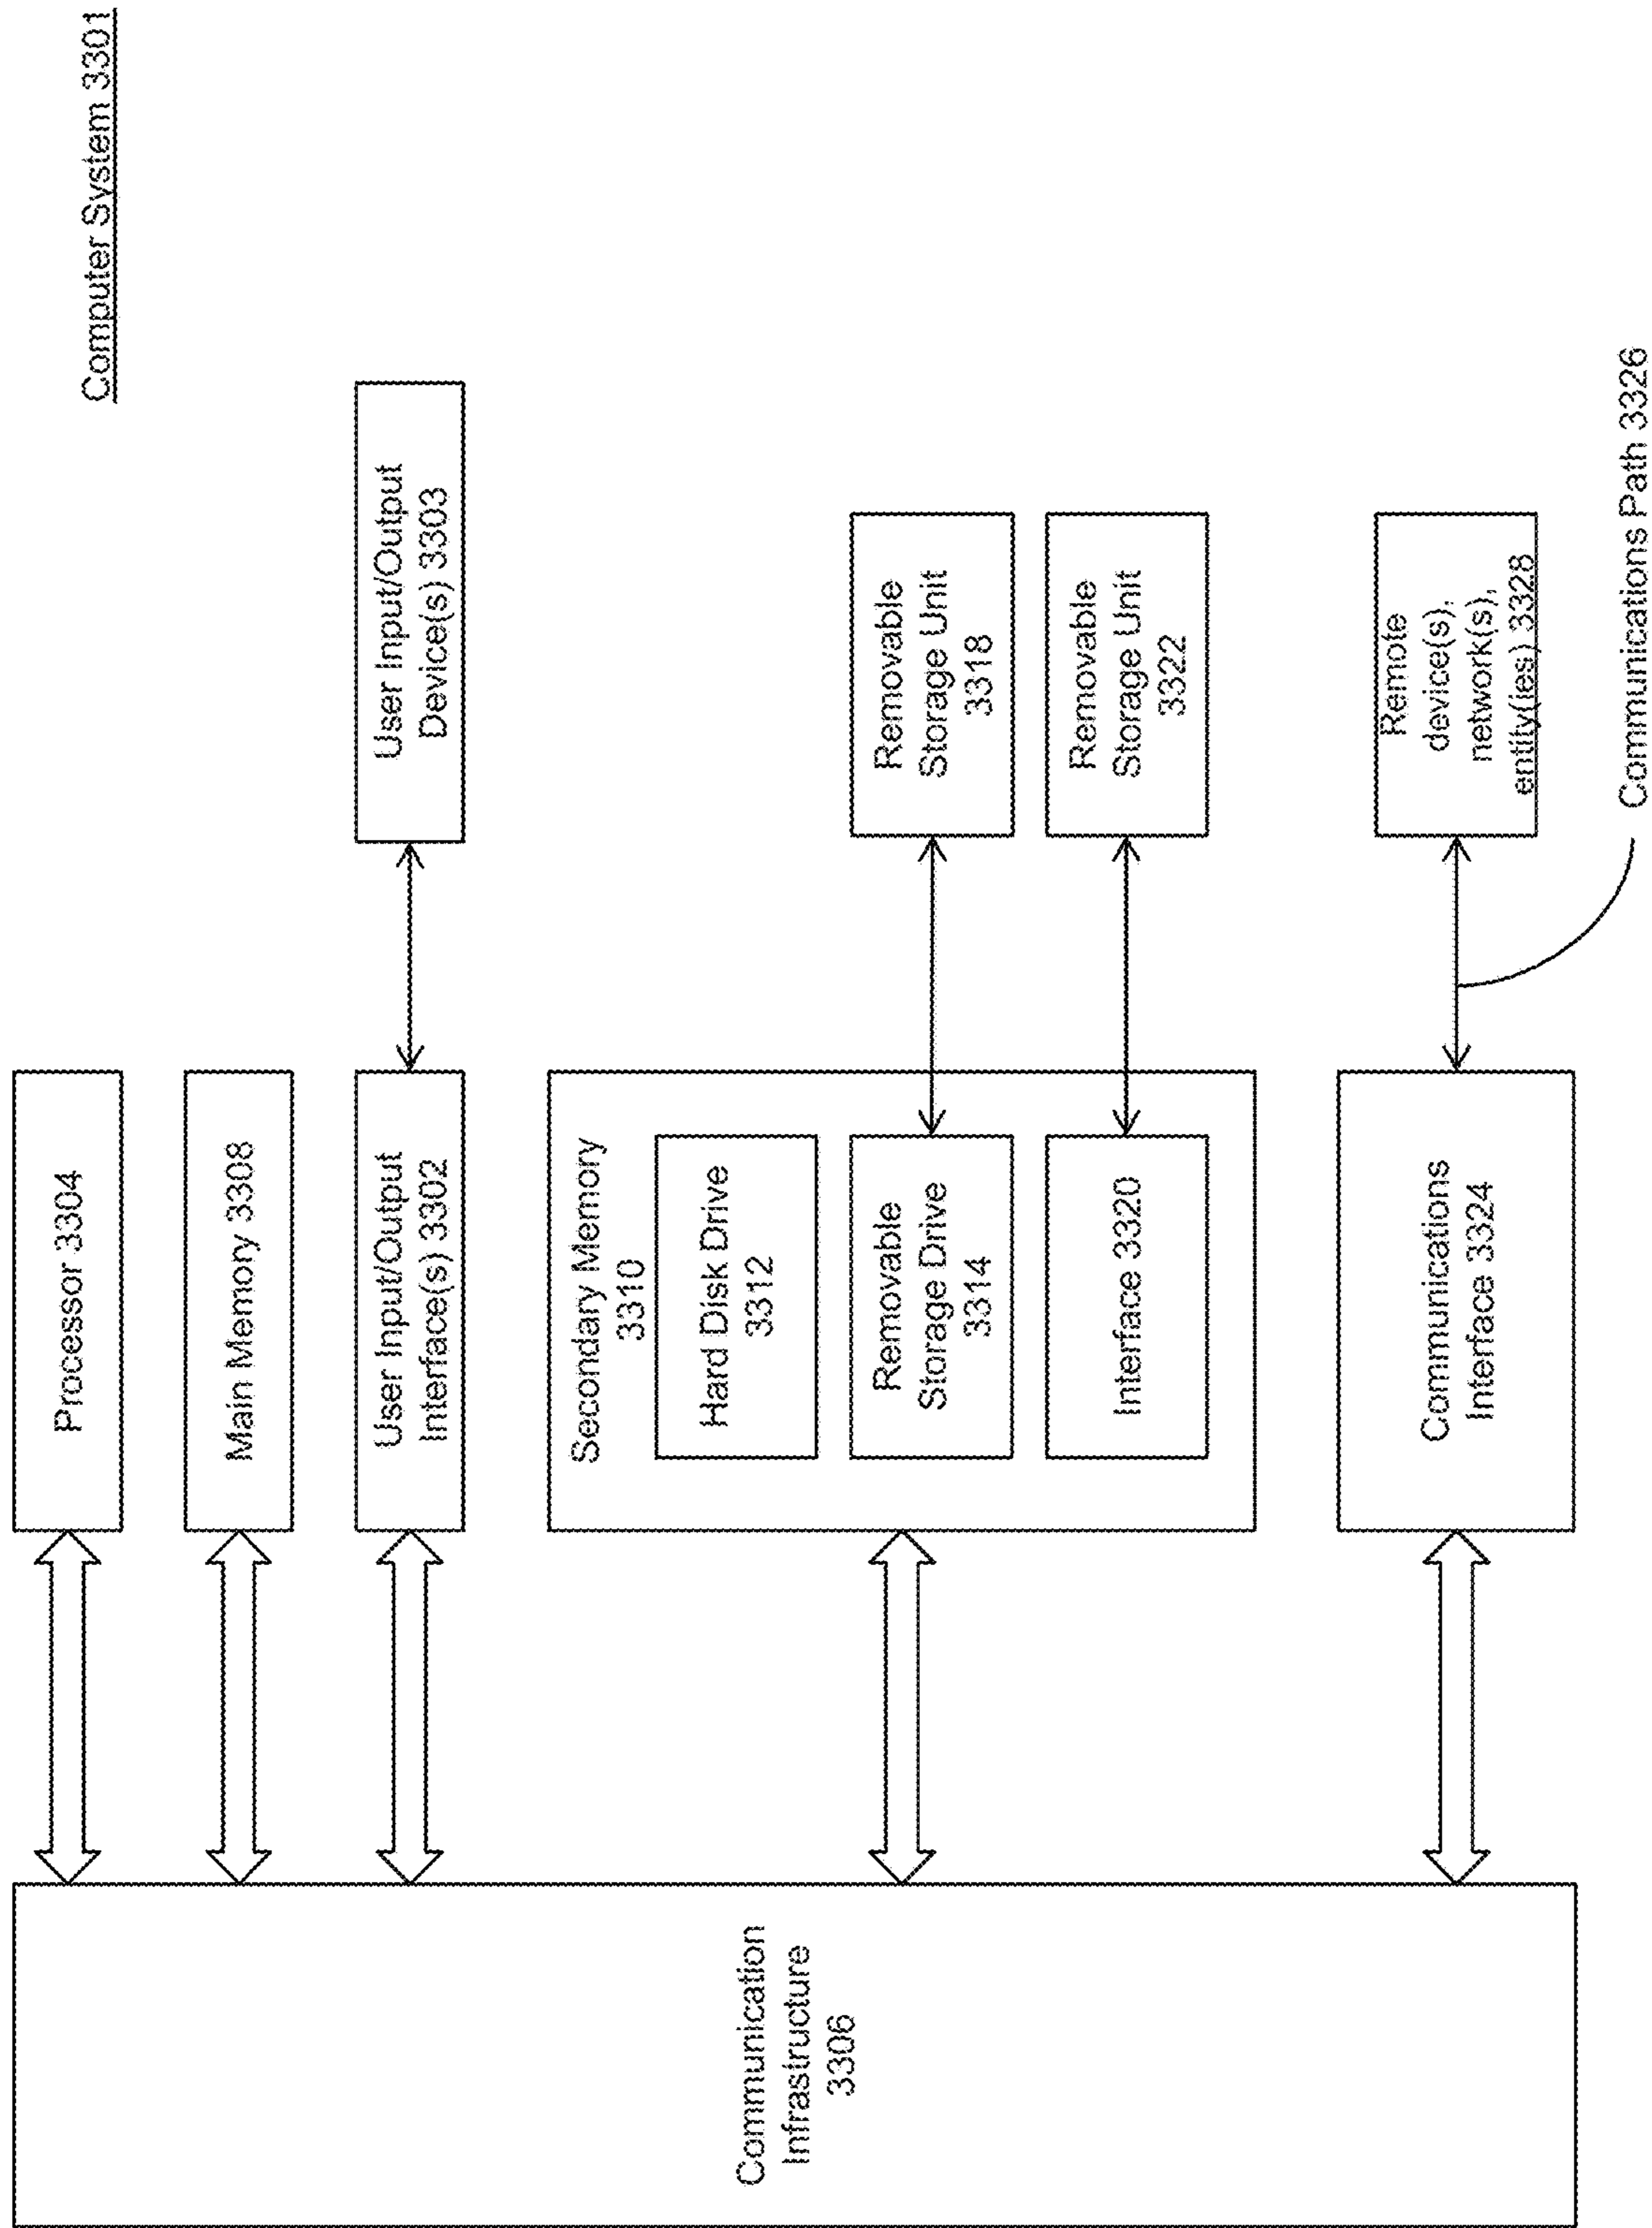 Computer System 3301
Processor 3304
Main Memory 3308
User Input/Output
Interface(s) 3302
User Input/Output
Device(s) 3303
Communication
Infrastructure
3306
Secondary Memory
3310
Hard Disk Drive
3312
Removable
Storage Drive
3314
Removable
Storage Unit
3318
Interface 3320
Removable
Storage Unit
3322
Communications
Interface 3324
Remote
device(s),
network(s),
entity(ies) 3328
Communications Path 3326